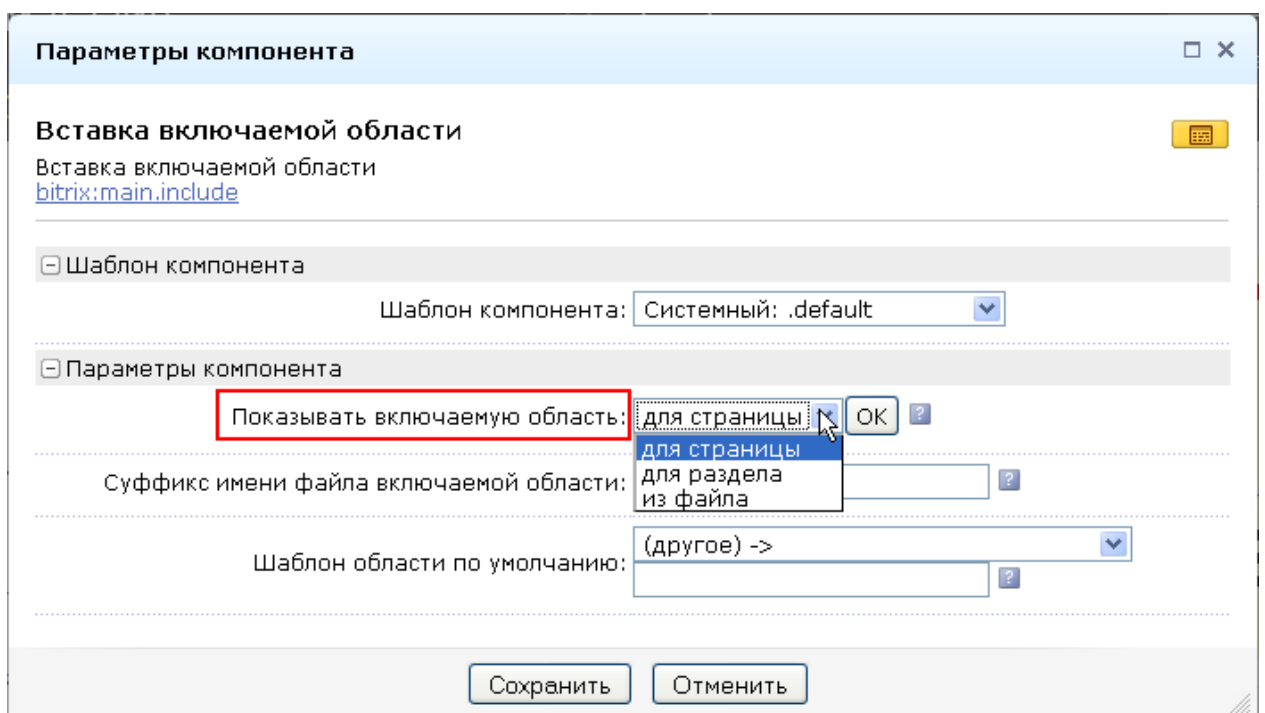 Параметры компонента
Вставка включаемой области
Вставка включаемой области
bitrix:main.include
Шаблон компонента
Шаблон компонента: Системный: .default
Параметры компонента
Показывать включаемую область: для страницы OK ?
для страницы
для раздела
из файла
Суффикс имени файла включаемой области: ?
(другое) ->
Шаблон области по умолчанию: ?
Сохранить Отменить